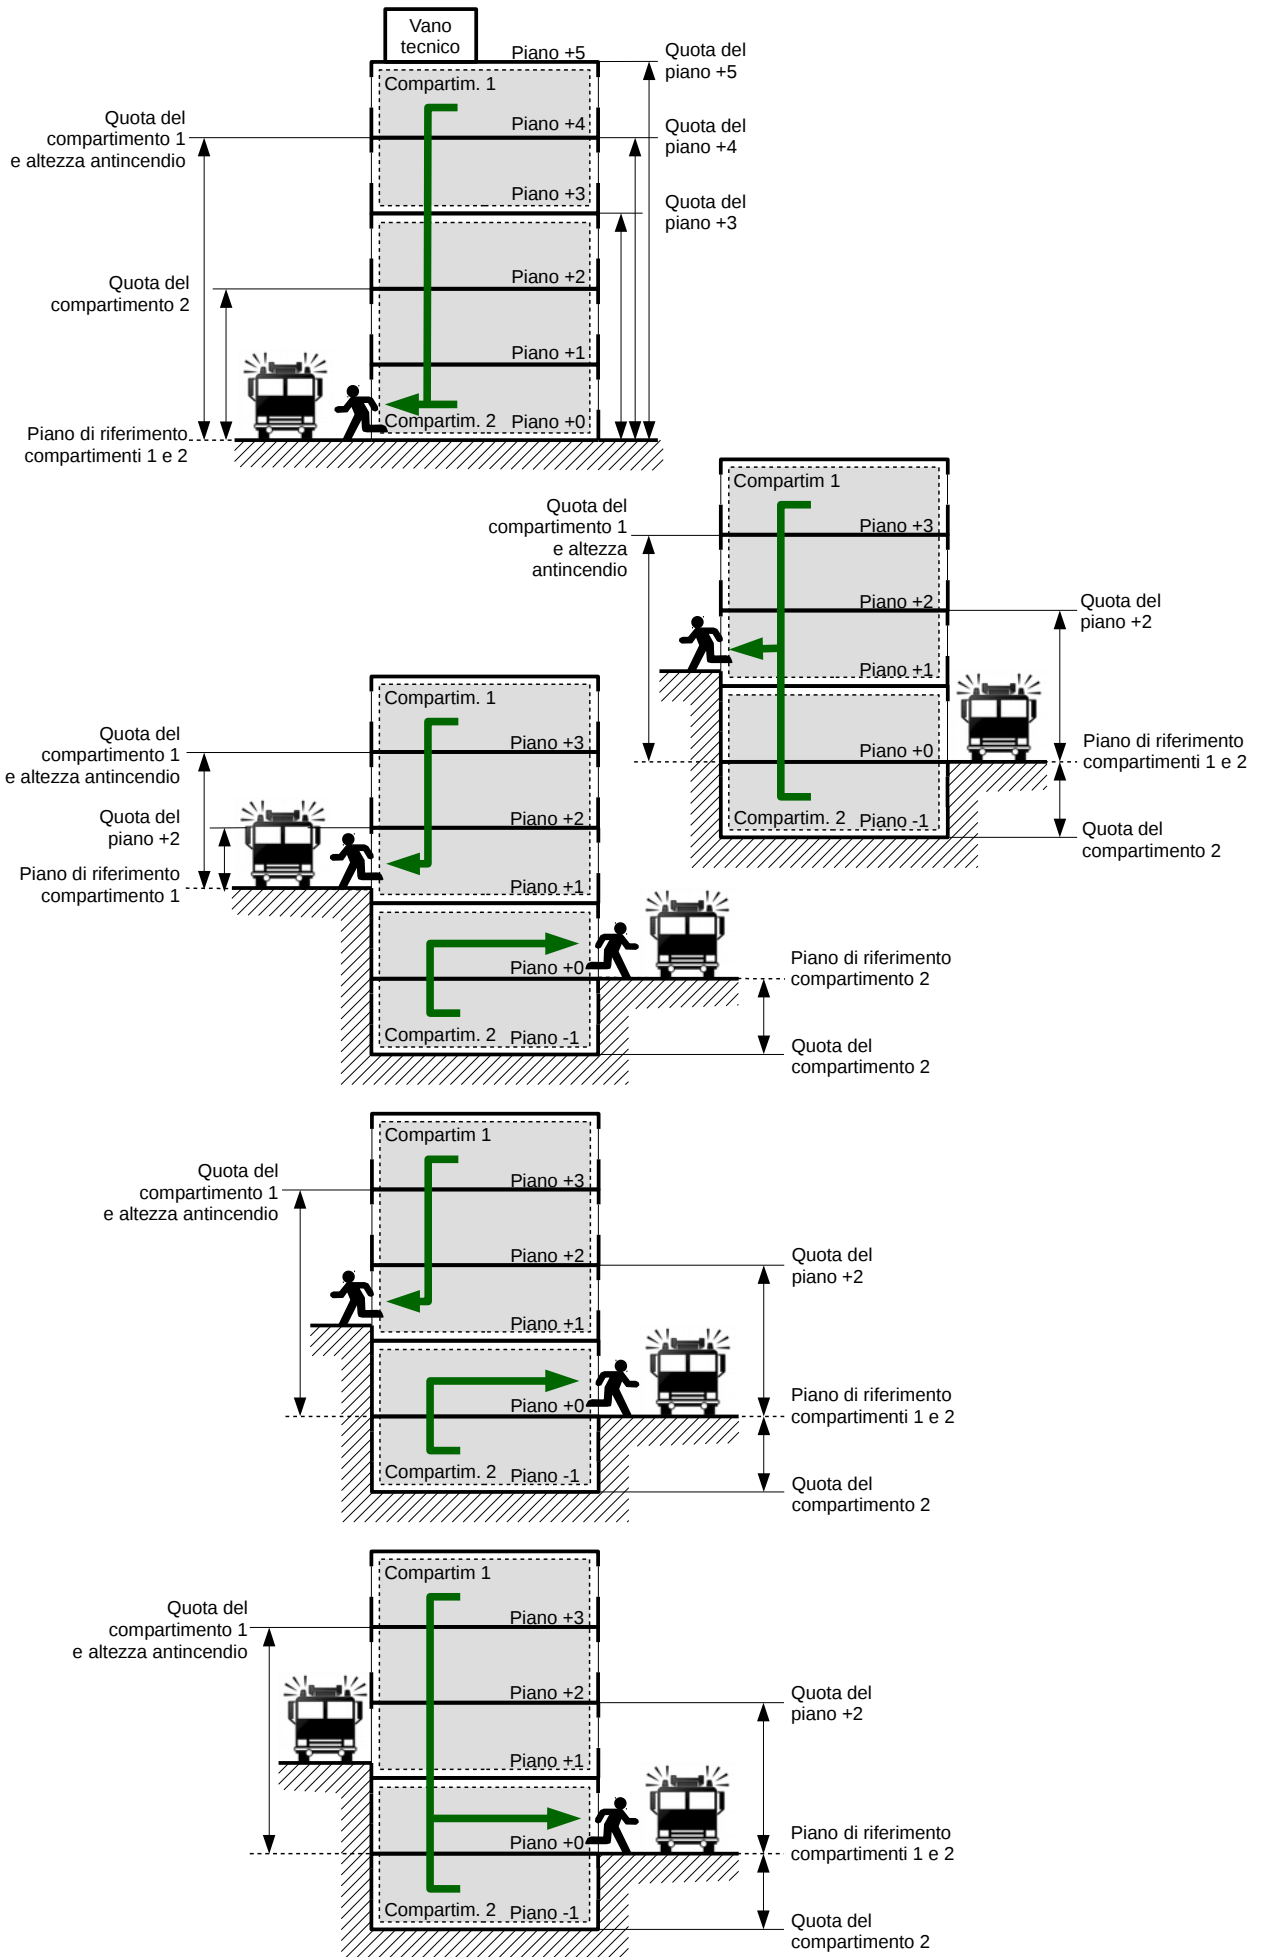 Vano
tecnico
Piano +5
Quota del
piano +5
Compartim. 1
Quota del
compartimento 1
e altezza antincendio
Piano +4
Quota del
piano +4
Piano +3
Quota del
piano +3
Quota del
compartimento 2
Piano +2
Piano +1
Compartim. 2
Piano +0
Piano di riferimento
compartimenti 1 e 2
Compartim 1
Quota del
compartimento 1
e altezza
antincendio
Piano +3
Piano +2
Quota del
piano +2
Piano +1
Piano +0
Piano di riferimento
compartimenti 1 e 2
Compartim. 2
Piano -1
Quota del
compartimento 2
Compartim. 1
Quota del
compartimento 1
e altezza antincendio
Piano +3
Quota del
piano +2
Piano +2
Piano di riferimento
compartimento 1
Piano +1
Piano +0
Piano di riferimento
compartimento 2
Compartim. 2
Piano -1
Quota del
compartimento 2
Compartim 1
Quota del
compartimento 1
e altezza antincendio
Piano +3
Piano +2
Quota del
piano +2
Piano +1
Piano +0
Piano di riferimento
compartimenti 1 e 2
Compartim. 2
Piano -1
Quota del
compartimento 2
Compartim 1
Quota del
compartimento 1
e altezza antincendio
Piano +3
Piano +2
Quota del
piano +2
Piano +1
Piano +0
Piano di riferimento
compartimenti 1 e 2
Compartim. 2
Piano -1
Quota del
compartimento 2